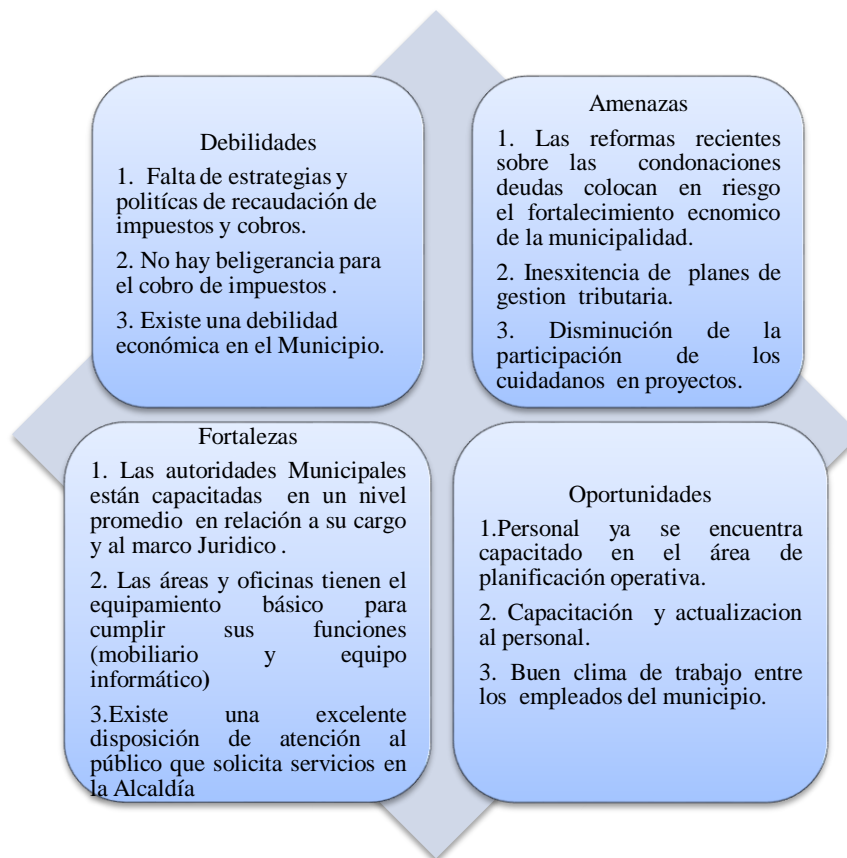 Debilidades
1. Falta de estrategias y
politícas de recaudación de
impuestos y cobros.
2. No hay beligerancia para
el cobro de impuestos .
3. Existe una debilidad
económica en el Municipio.
Amenazas
1. Las reformas recientes
sobre las condonaciones
deudas colocan en riesgo
el fortalecimiento ecnomico
de la municipalidad.
2. Inesxitencia de planes de
gestion tributaria.
3. Disminución de la
participación de los
cuidadanos en proyectos.
Fortalezas
1. Las autoridades Municipales
están capacitadas en un nivel
promedio en relación a su cargo
y al marco Juridico .
2. Las áreas y oficinas tienen el
equipamiento básico para
cumplir sus funciones
(mobiliario y equipo
informático)
3.Existe una excelente
disposición de atención al
público que solicita servicios en
la Alcaldía
Oportunidades
1.Personal ya se encuentra
capacitado en el área de
planificación operativa.
2. Capacitación y actualizacion
al personal.
3. Buen clima de trabajo entre
los empleados del municipio.